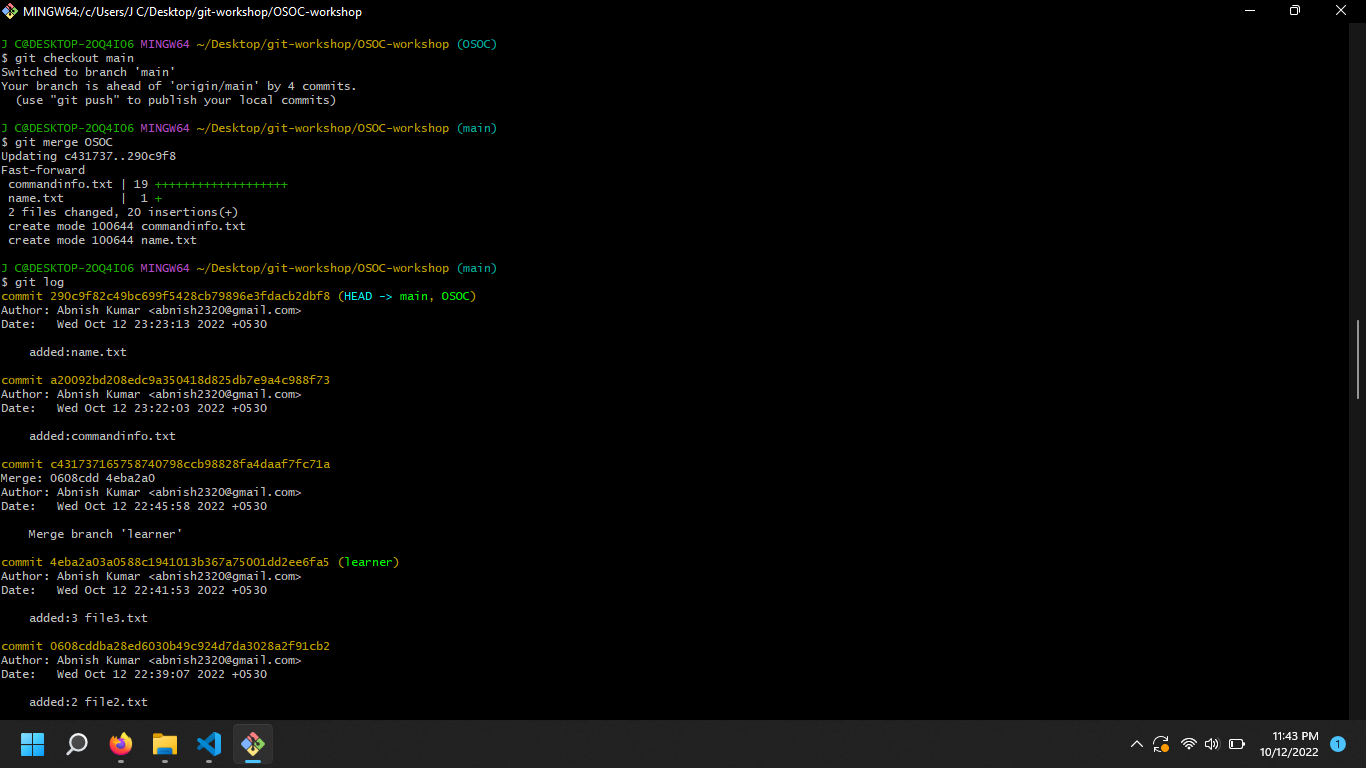 MINGW64:/c/Users/J C/Desktop/git-workshop/OSOC-workshop
J C@DESKTOP-2OQ4IO6 MINGW64 ~/Desktop/git-workshop/OSOC-workshop (OSOC)
$ git checkout main
Switched to branch 'main'
Your branch is ahead of 'origin/main' by 4 commits.
  (use "git push" to publish your local commits)
J C@DESKTOP-2OQ4IO6 MINGW64 ~/Desktop/git-workshop/OSOC-workshop (main)
$ git merge OSOC
Updating c431737..290c9f8
Fast-forward
 commandinfo.txt | 19 +++++++++++++++++++
 name.txt        |  1 +
 2 files changed, 20 insertions(+)
 create mode 100644 commandinfo.txt
 create mode 100644 name.txt
J C@DESKTOP-2OQ4IO6 MINGW64 ~/Desktop/git-workshop/OSOC-workshop (main)
$ git log
commit 290c9f82c49bc699f5428cb79896e3fdacb2dbf8 (HEAD -> main, OSOC)
Author: Abnish Kumar <abnish2320@gmail.com>
Date:   Wed Oct 12 23:23:13 2022 +0530
    added:name.txt
commit a20092bd208edc9a350418d825db7e9a4c988f73
Author: Abnish Kumar <abnish2320@gmail.com>
Date:   Wed Oct 12 23:22:03 2022 +0530
    added:commandinfo.txt
commit c431737165758740798ccb98828fa4daaf7fc71a
Merge: 0608cdd 4eba2a0
Author: Abnish Kumar <abnish2320@gmail.com>
Date:   Wed Oct 12 22:45:58 2022 +0530
    Merge branch 'learner'
commit 4eba2a03a0588c1941013b367a75001dd2ee6fa5 (learner)
Author: Abnish Kumar <abnish2320@gmail.com>
Date:   Wed Oct 12 22:41:53 2022 +0530
    added:3 file3.txt
commit 0608cddba28ed6030b49c924d7da3028a2f91cb2
Author: Abnish Kumar <abnish2320@gmail.com>
Date:   Wed Oct 12 22:39:07 2022 +0530
    added:2 file2.txt
11:43 PM
10/12/2022
1